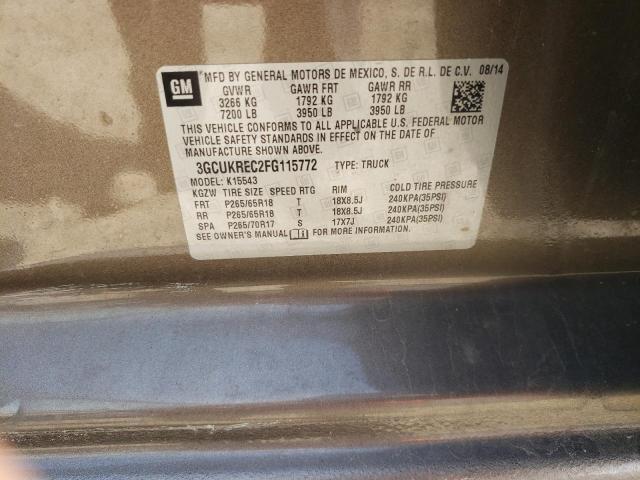 GM
MFD BY GENERAL MOTORS DE MEXICO, S. DE R.L. DE C.V. 08/14
GVWR GAWR FRT GAWR RR
3266 KG 1792 KG 1792 KG
7200 LB 3950 LB 3950 LB
THIS VEHICLE CONFORMS TO ALL APPLICABLE U.S. FEDERAL MOTOR
VEHICLE SAFETY STANDARDS IN EFFECT ON THE DATE OF
MANUFACTURE SHOWN ABOVE.
3GCUKREC2FG115772 TYPE: TRUCK
MODEL: K15543
KGZW TIRE SIZE SPEED RTG RIM COLD TIRE PRESSURE
FRT P265/65R18 T 18X8.5J 240KPA(35PSI)
RR P265/65R18 T 18X8.5J 240KPA(35PSI)
SPA P265/70R17 S 17X7J 240KPA(35PSI)
SEE OWNER'S MANUAL FOR MORE INFORMATION.